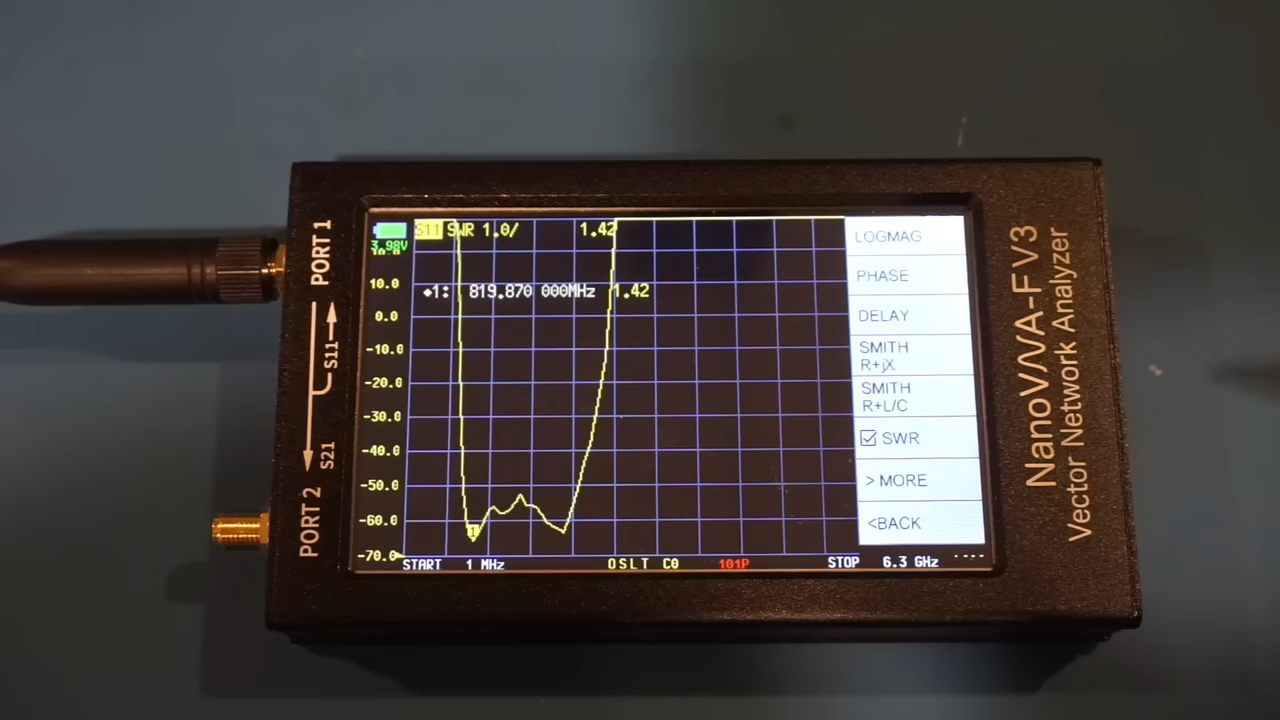 PORT 1
S11
S21
PORT 2
3.98V
S11 SWR 1.0/ 1.42
◆1: 819.870 000MHz 1.42
10.0
0.0
-10.0
-20.0
-30.0
-40.0
-50.0
-60.0
-70.0
1
START 1 MHz OSLT C0 101P STOP 6.3 GHz
LOGMAG
PHASE
DELAY
SMITH
R+jX
SMITH
R+L/C
SWR
> MORE
<BACK
NanoVNA-F V3
Vector Network Analyzer